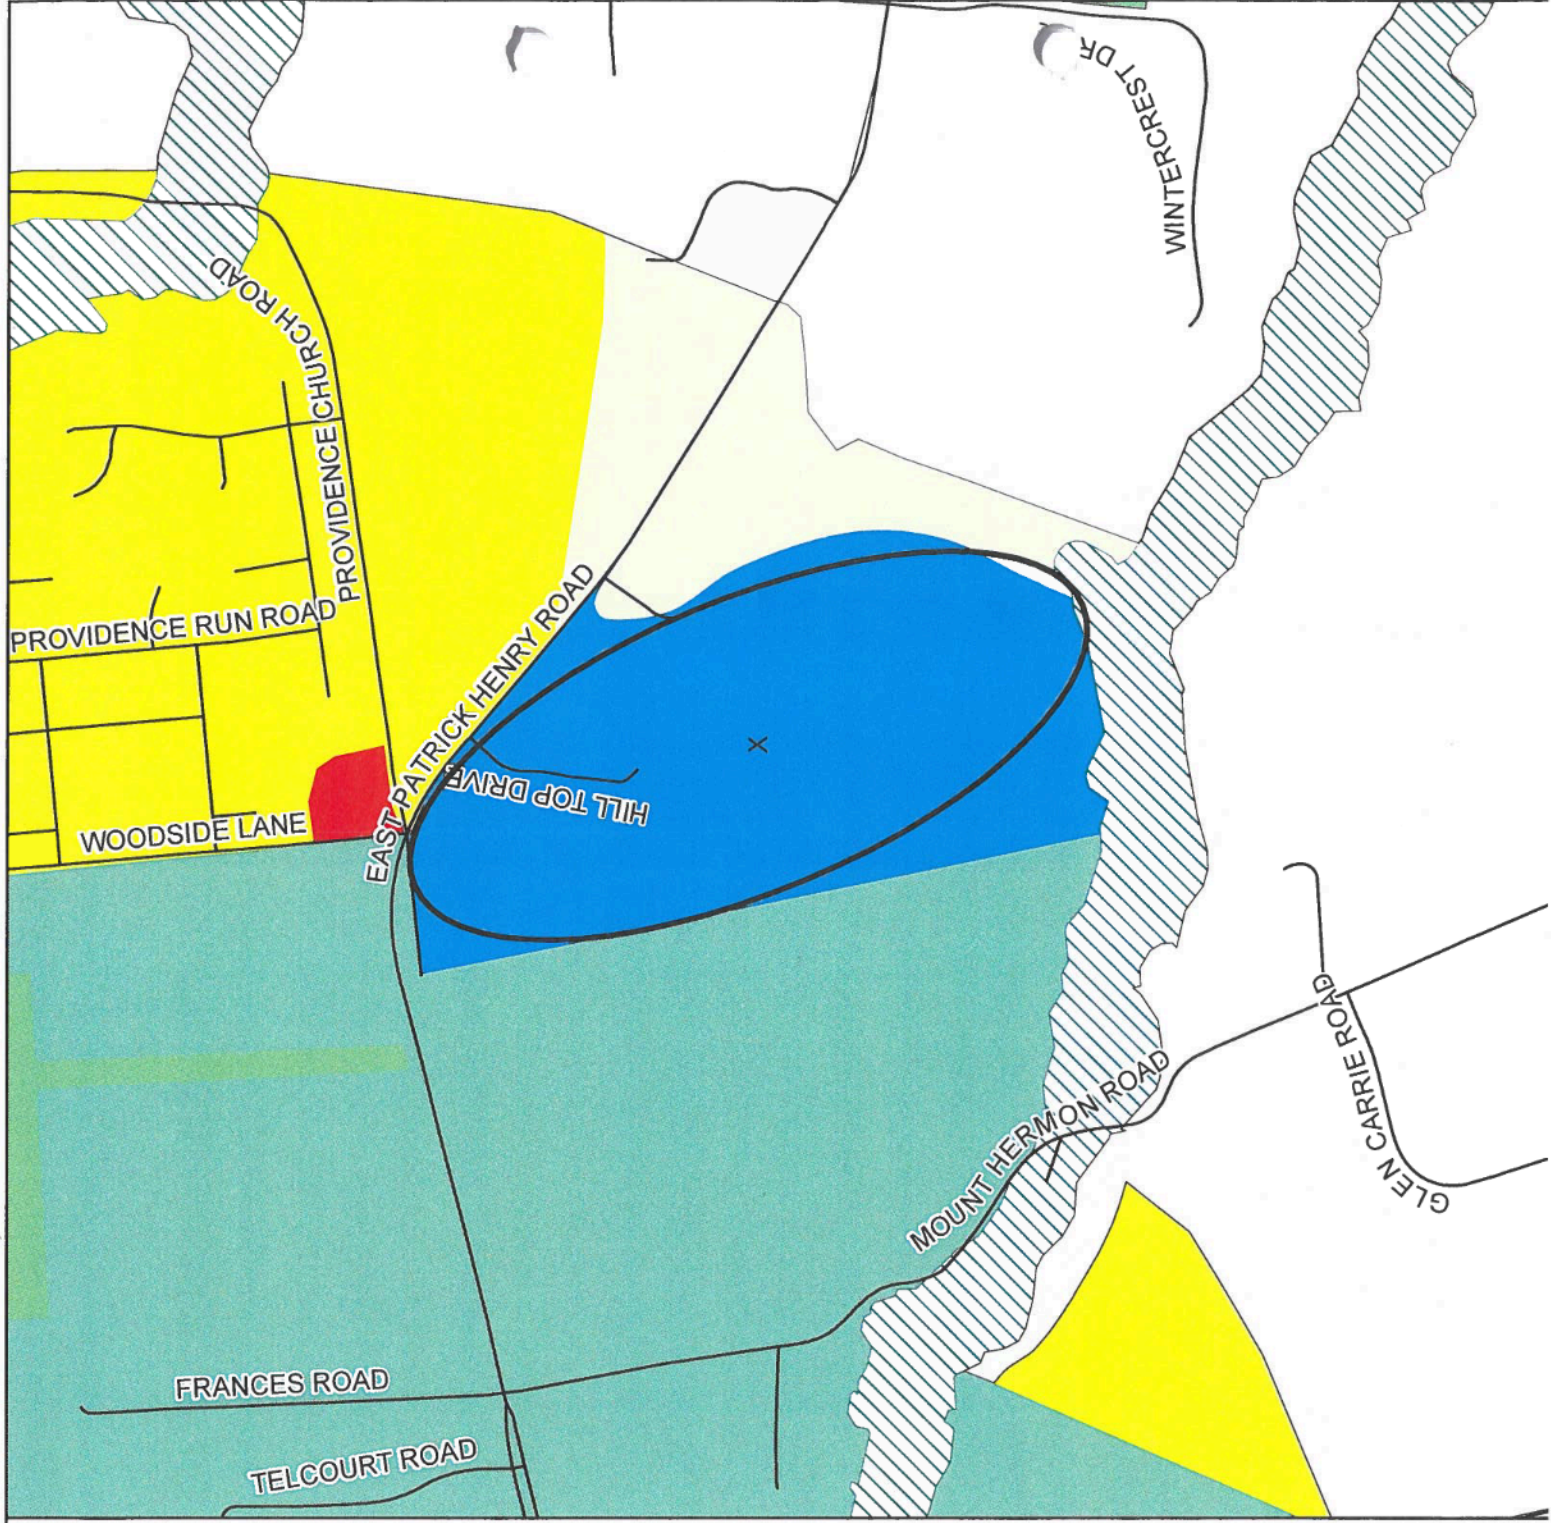 WINTERCREST DR
PROVIDENCE CHURCH ROAD
PROVIDENCE RUN ROAD
EAST PATRICK HENRY ROAD
HILL TOP DRIVE
X
WOODSIDE LANE
GLEN CARRIE ROAD
MOUNT HERMON ROAD
FRANCES ROAD
TELCOURT ROAD